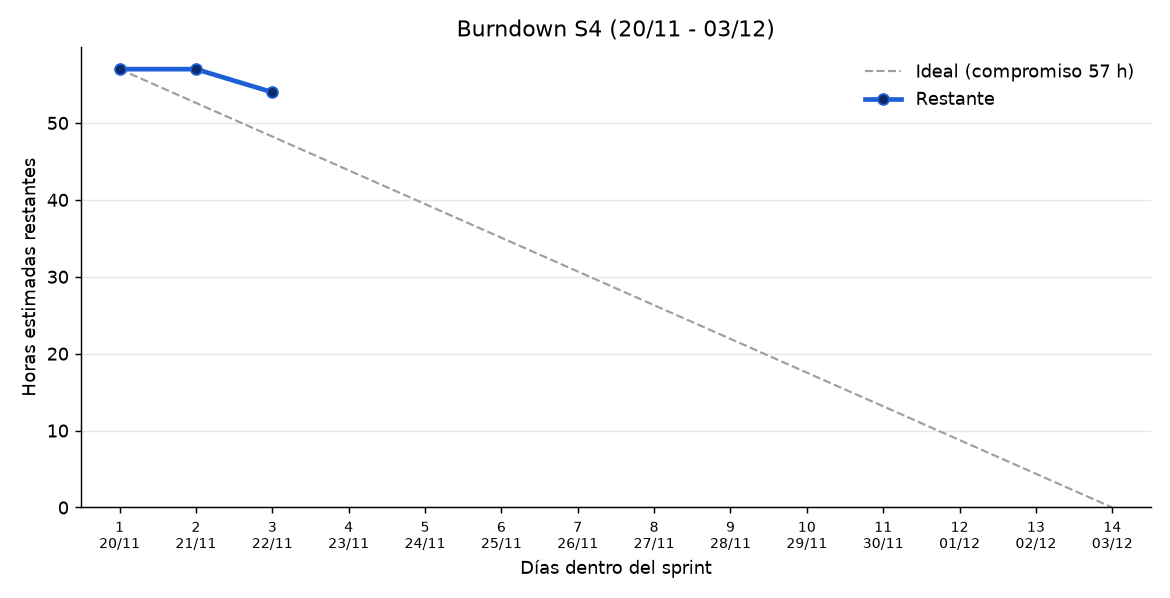 Burndown S4 (20/11 - 03/12)
Ideal (compromiso 57 h)
Restante
Horas estimadas restantes
50
40
30
20
10
0
1 2 3 4 5 6 7 8 9 10 11 12 13 14
20/11 21/11 22/11 23/11 24/11 25/11 26/11 27/11 28/11 29/11 30/11 01/12 02/12 03/12
Días dentro del sprint